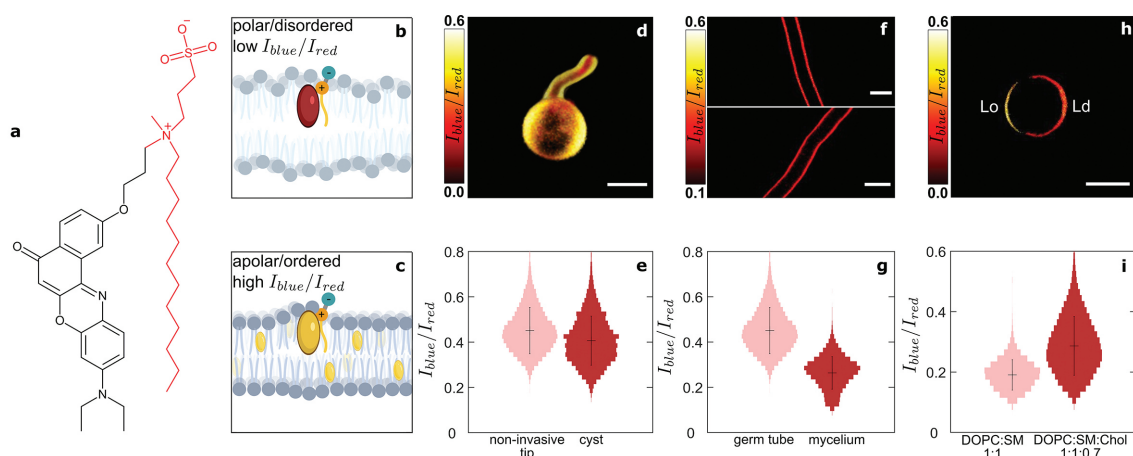 a
O
O⁻
S
O
O
N⁺
O
O
N
O
N
b
polar/disordered
low I_blue/I_red
-
+
c
apolar/ordered
high I_blue/I_red
-
+
d
0.6
I_blue/I_red
0.0
e
0.8
0.6
0.4
0.2
0
I_blue/I_red
non-invasive
tip
cyst
f
0.6
I_blue/I_red
0.1
g
0.8
0.6
0.4
0.2
0
I_blue/I_red
germ tube
mycelium
h
0.6
I_blue/I_red
0.0
Lo
Ld
i
0.6
0.4
0.2
0
I_blue/I_red
DOPC:SM
1:1
DOPC:SM:Chol
1:1:0.7